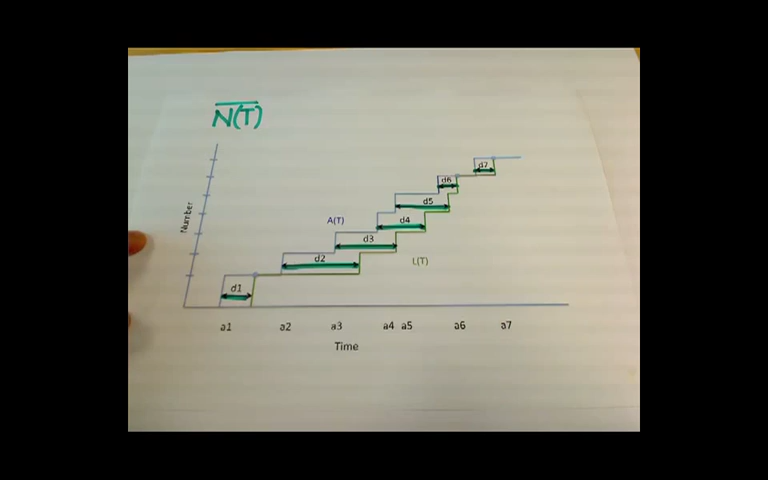 N(T)
d7
d6
d5
A(T)
d4
Number
d3
d2
L(T)
d1
a1 a2 a3 a4 a5 a6 a7
Time